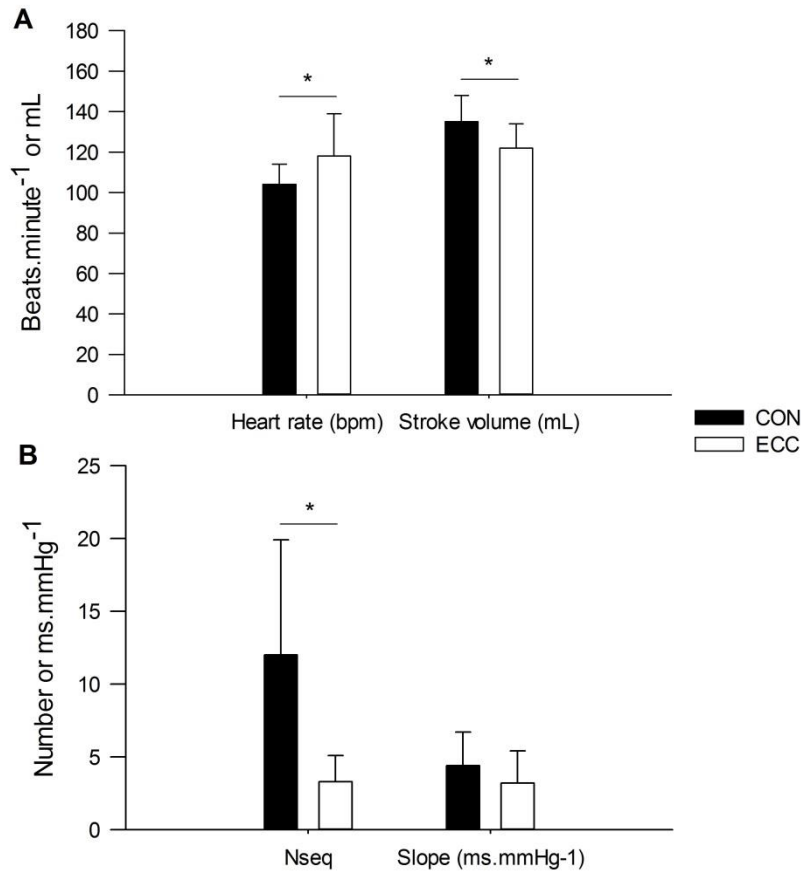 A
180
160
140
120
100
80
60
40
20
0
Beats.minute⁻¹ or mL
*
*
Heart rate (bpm) Stroke volume (mL)
CON
ECC
B
25
20
15
10
5
0
Number or ms.mmHg⁻¹
*
Nseq Slope (ms.mmHg-1)